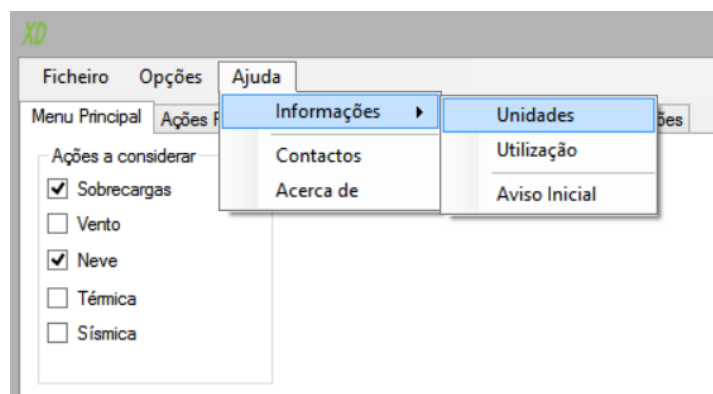 XD
Ficheiro Opções Ajuda
Menu Principal Ações
Informações Unidades
Ações a considerar
Contactos Utilização
Sobrecargas
Acerca de Aviso Inicial
Vento
Neve
Térmica
Sísmica